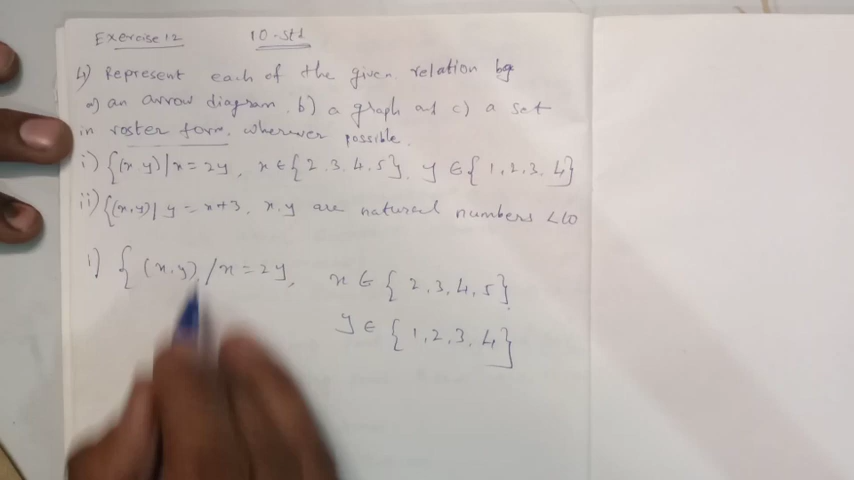 Exercise 1.2 10-Std
4) Represent each of the given relation by
a) an arrow diagram. b) a graph and c) a set
in roster form, wherever possible.
i) {(x,y)/x=2y, x∈{2,3,4,5}, y∈{1,2,3,4}
ii) {(x,y)| y=x+3, x,y are natural numbers <10
i) {(x,y)/x=2y, x∈{2,3,4,5}
y∈{1,2,3,4}